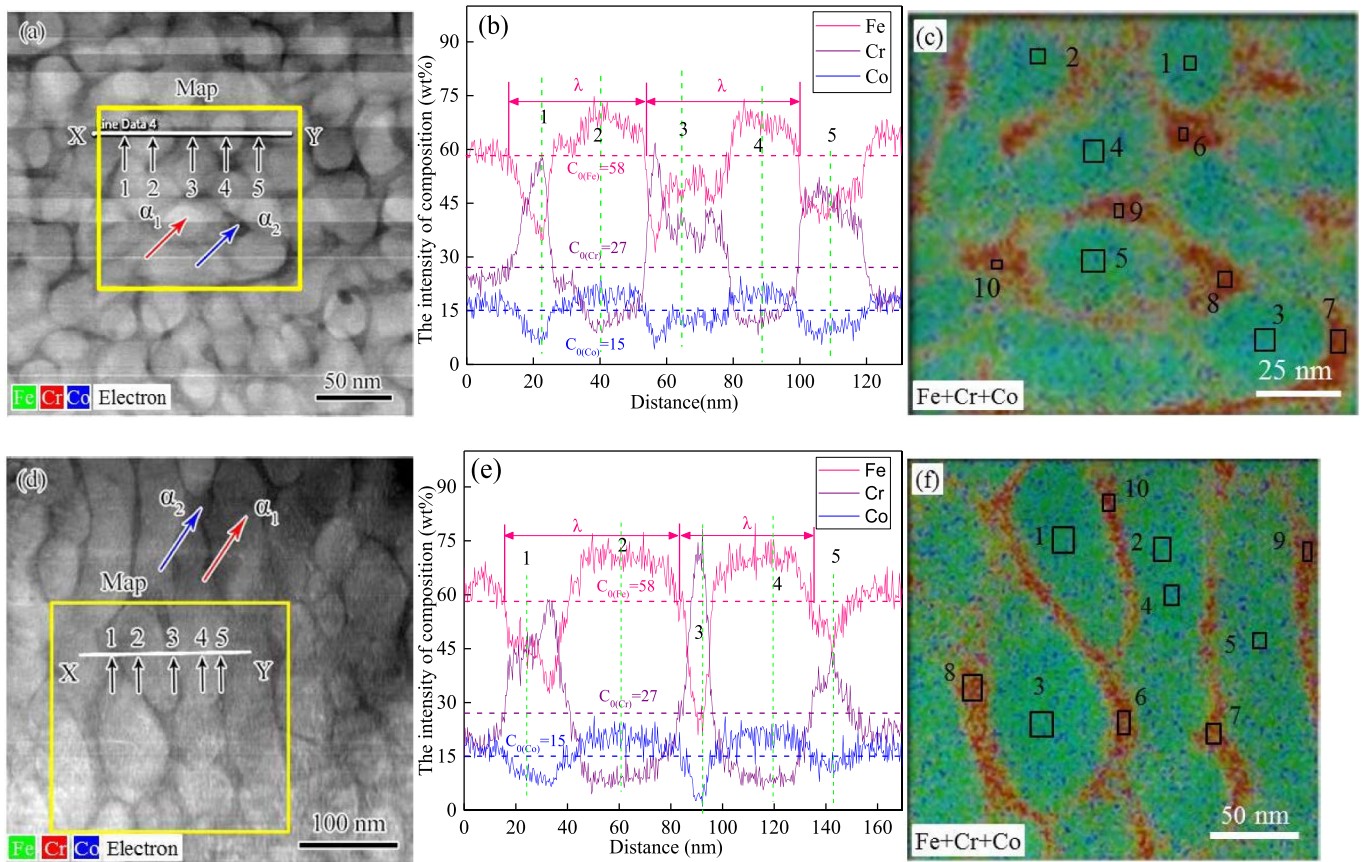 (a)
Map
X
ine Data 4
Y
1 2 3 4 5
α1
α2
Fe Cr Co Electron
50 nm
(b)
Fe
Cr
Co
The intensity of composition (wt%)
90
75
60
45
30
15
0
λ
λ
1
2
3
4
5
C0(Fe)=58
C0(Cr)=27
C0(Co)=15
0 20 40 60 80 100 120
Distance(nm)
(c)
2
1
4
6
9
5
10
8
3
7
25 nm
Fe+Cr+Co
(d)
α2
α1
Map
1 2 3 4 5
X
Y
Fe Cr Co Electron
100 nm
(e)
Fe
Cr
Co
The intensity of composition (wt%)
90
75
60
45
30
15
0
λ
λ
1
2
3
4
5
C0(Fe)=58
C0(Cr)=27
C0(Co)=15
0 20 40 60 80 100 120 140 160
Distance (nm)
(f)
10
1
2
9
4
5
8
3
6
7
50 nm
Fe+Cr+Co